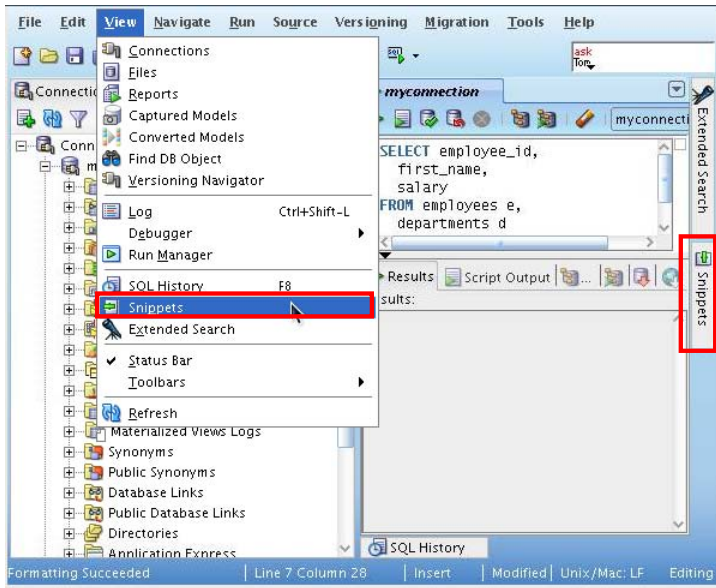 File Edit View Navigate Run Source Versioning Migration Tools Help
SQL
ask
Tom
Connections
Files
Reports
Captured Models
Converted Models
Find DB Object
Versioning Navigator
Log Ctrl+Shift-L
Debugger
Run Manager
SQL History F8
Snippets
Extended Search
Status Bar
Toolbars
Refresh
Connectio
Conn
m
Materialized Views Logs
Synonyms
Public Synonyms
Database Links
Public Database Links
Directories
Application Express
myconnection
myconnecti
SELECT employee_id,
first_name,
salary
FROM employees e,
departments d
Results Script Output ...
sults:
SQL History
Extended Search
Snippets
Formatting Succeeded Line 7 Column 28 Insert Modified Unix/Mac: LF Editing